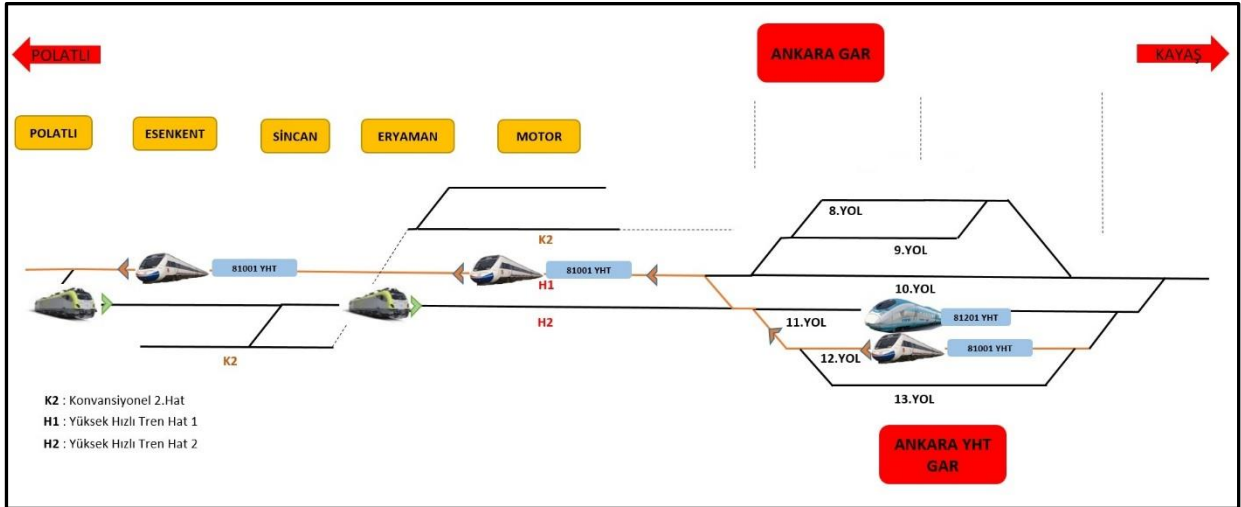 POLATLI
ANKARA GAR
KAYAŞ
POLATLI
ESENKENT
SİNCAN
ERYAMAN
MOTOR
8.YOL
K2
9.YOL
81001 YHT
81001 YHT
H1
10.YOL
H2
11.YOL
81201 YHT
12.YOL
81001 YHT
K2
13.YOL
K2 : Konvansiyonel 2.Hat
H1 : Yüksek Hızlı Tren Hat 1
H2 : Yüksek Hızlı Tren Hat 2
ANKARA YHT
GAR